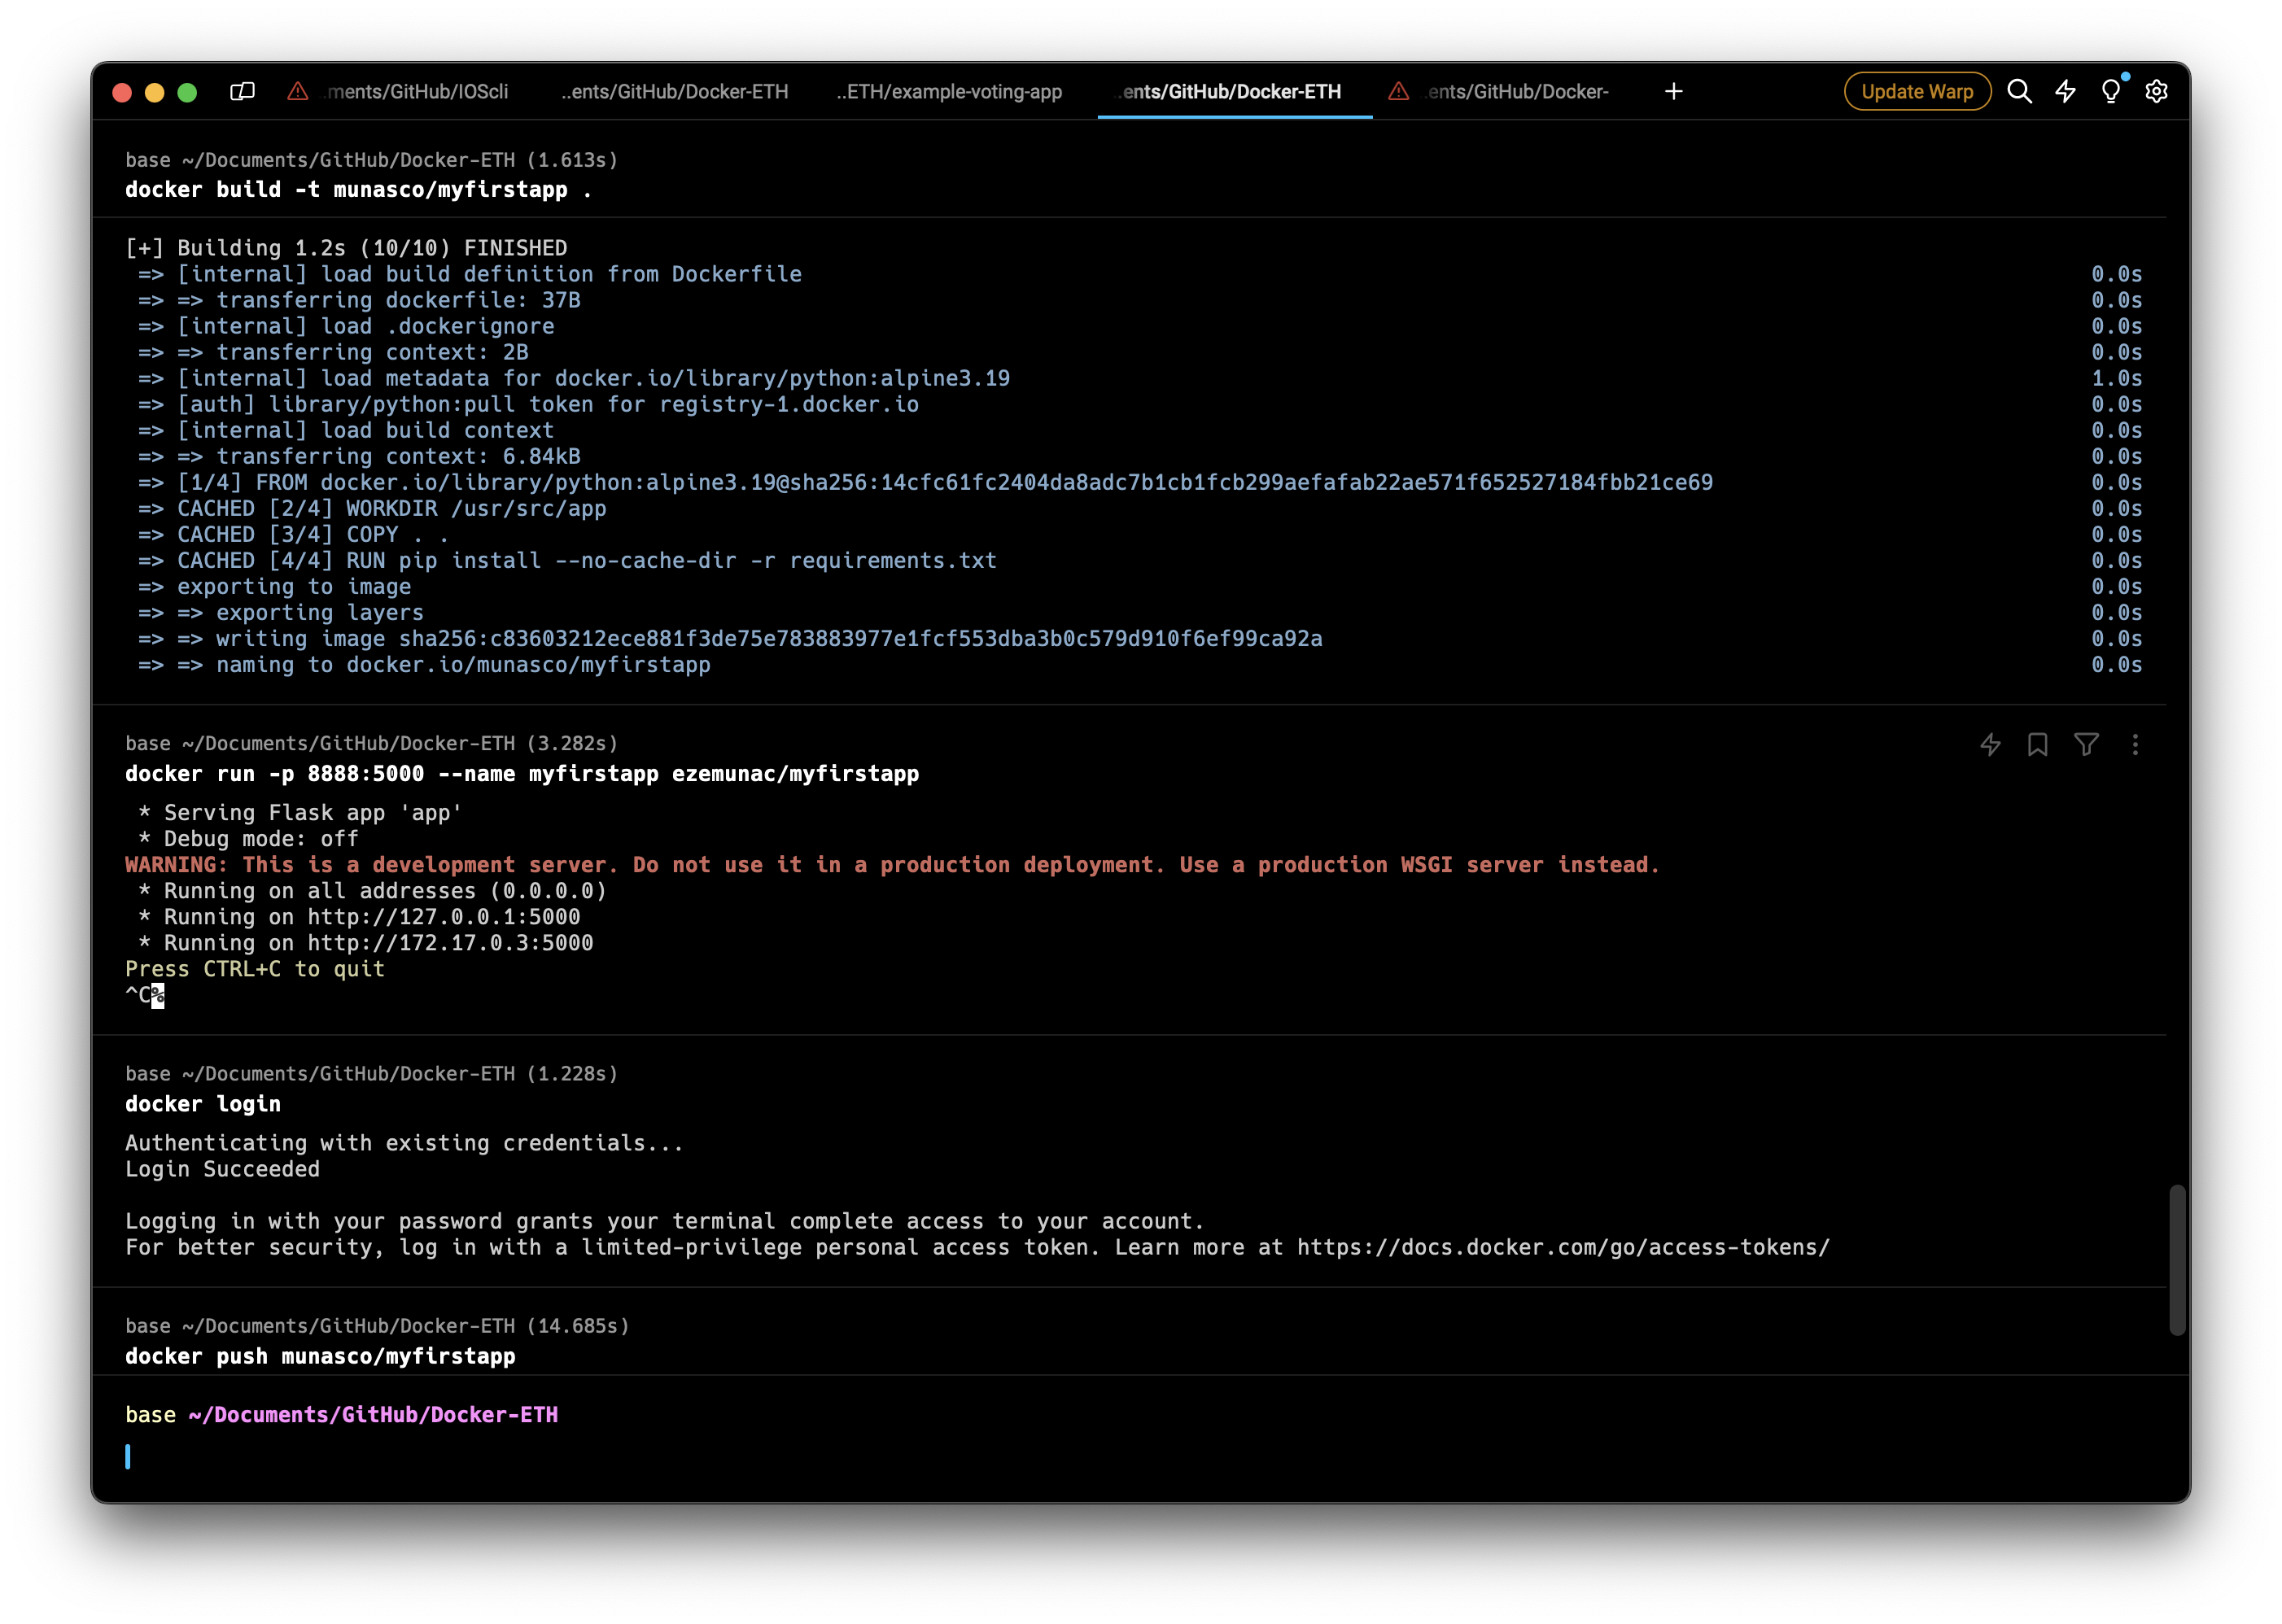 ..ments/GitHub/IOScli
..ents/GitHub/Docker-ETH
..ETH/example-voting-app
..ents/GitHub/Docker-ETH
..ents/GitHub/Docker-
+
Update Warp
base ~/Documents/GitHub/Docker-ETH (1.613s)
docker build -t munasco/myfirstapp .
[+] Building 1.2s (10/10) FINISHED
=> [internal] load build definition from Dockerfile 0.0s
=> => transferring dockerfile: 37B 0.0s
=> [internal] load .dockerignore 0.0s
=> => transferring context: 2B 0.0s
=> [internal] load metadata for docker.io/library/python:alpine3.19 1.0s
=> [auth] library/python:pull token for registry-1.docker.io 0.0s
=> [internal] load build context 0.0s
=> => transferring context: 6.84kB 0.0s
=> [1/4] FROM docker.io/library/python:alpine3.19@sha256:14cfc61fc2404da8adc7b1cb1fcb299aefafab22ae571f652527184fbb21ce69 0.0s
=> CACHED [2/4] WORKDIR /usr/src/app 0.0s
=> CACHED [3/4] COPY . . 0.0s
=> CACHED [4/4] RUN pip install --no-cache-dir -r requirements.txt 0.0s
=> exporting to image 0.0s
=> => exporting layers 0.0s
=> => writing image sha256:c83603212ece881f3de75e783883977e1fcf553dba3b0c579d910f6ef99ca92a 0.0s
=> => naming to docker.io/munasco/myfirstapp 0.0s
base ~/Documents/GitHub/Docker-ETH (3.282s)
docker run -p 8888:5000 --name myfirstapp ezemunac/myfirstapp
* Serving Flask app 'app'
* Debug mode: off
WARNING: This is a development server. Do not use it in a production deployment. Use a production WSGI server instead.
* Running on all addresses (0.0.0.0)
* Running on http://127.0.0.1:5000
* Running on http://172.17.0.3:5000
Press CTRL+C to quit
^C%
base ~/Documents/GitHub/Docker-ETH (1.228s)
docker login
Authenticating with existing credentials...
Login Succeeded
Logging in with your password grants your terminal complete access to your account.
For better security, log in with a limited-privilege personal access token. Learn more at https://docs.docker.com/go/access-tokens/
base ~/Documents/GitHub/Docker-ETH (14.685s)
docker push munasco/myfirstapp
base ~/Documents/GitHub/Docker-ETH